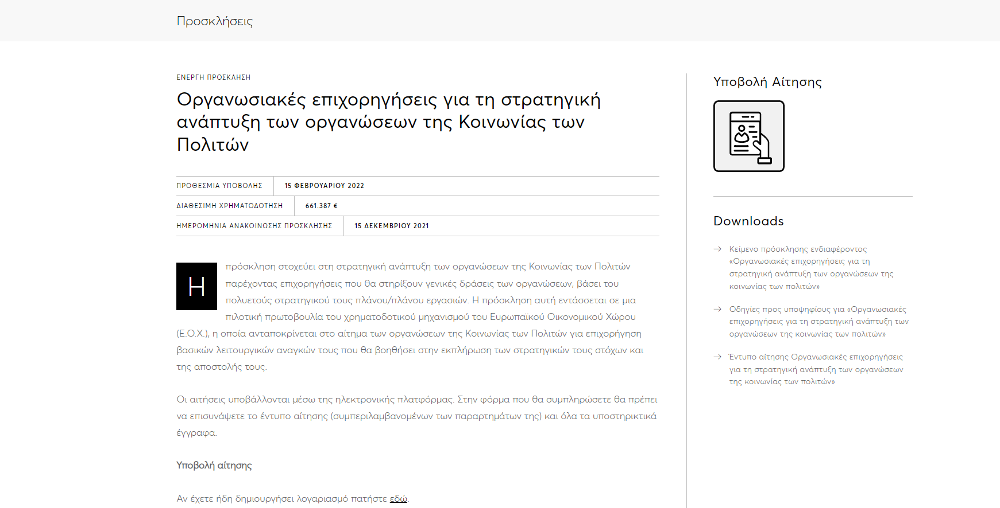 Προσκλήσεις
ΕΝΕΡΓΗ ΠΡΟΣΚΛΗΣΗ
Οργανωσιακές επιχορηγήσεις για τη στρατηγική
ανάπτυξη των οργανώσεων της Κοινωνίας των
Πολιτών
ΠΡΟΘΕΣΜΙΑ ΥΠΟΒΟΛΗΣ 15 ΦΕΒΡΟΥΑΡΙΟΥ 2022
ΔΙΑΘΕΣΙΜΗ ΧΡΗΜΑΤΟΔΟΤΗΣΗ 661.387 €
ΗΜΕΡΟΜΗΝΙΑ ΑΝΑΚΟΙΝΩΣΗΣ ΠΡΟΣΚΛΗΣΗΣ 15 ΔΕΚΕΜΒΡΙΟΥ 2021
Η πρόσκληση στοχεύει στη στρατηγική ανάπτυξη των οργανώσεων της Κοινωνίας των Πολιτών
παρέχοντας επιχορηγήσεις που θα στηρίξουν γενικές δράσεις των οργανώσεων, βάσει του
πολυετούς στρατηγικού τους πλάνου/πλάνου εργασιών. Η πρόσκληση αυτή εντάσσεται σε μια
πιλοτική πρωτοβουλία του χρηματοδοτικού μηχανισμού του Ευρωπαϊκού Οικονομικού Χώρου
(Ε.Ο.Χ.), η οποία ανταποκρίνεται στο αίτημα των οργανώσεων της Κοινωνίας των Πολιτών για επιχορήγηση
βασικών λειτουργικών αναγκών τους που θα βοηθήσει στην εκπλήρωση των στρατηγικών τους στόχων και
της αποστολής τους.
Οι αιτήσεις υποβάλλονται μέσω της ηλεκτρονικής πλατφόρμας. Στην φόρμα που θα συμπληρώσετε θα πρέπει
να επισυνάψετε το έντυπο αίτησης (συμπεριλαμβανομένων των παραρτημάτων της) και όλα τα υποστηρικτικά
έγγραφα.
Υποβολή αίτησης
Αν έχετε ήδη δημιουργήσει λογαριασμό πατήστε εδώ.
Υποβολή Αίτησης
Downloads
Κείμενο πρόσκλησης ενδιαφέροντος
«Οργανωσιακές επιχορηγήσεις για τη
στρατηγική ανάπτυξη των οργανώσεων της
κοινωνίας των πολιτών»
Οδηγίες προς υποψηφίους για «Οργανωσιακές
επιχορηγήσεις για τη στρατηγική ανάπτυξη των
οργανώσεων της κοινωνίας των πολιτών»
Έντυπο αίτησης Οργανωσιακές επιχορηγήσεις
για τη στρατηγική ανάπτυξη των οργανώσεων
της κοινωνίας των πολιτών»